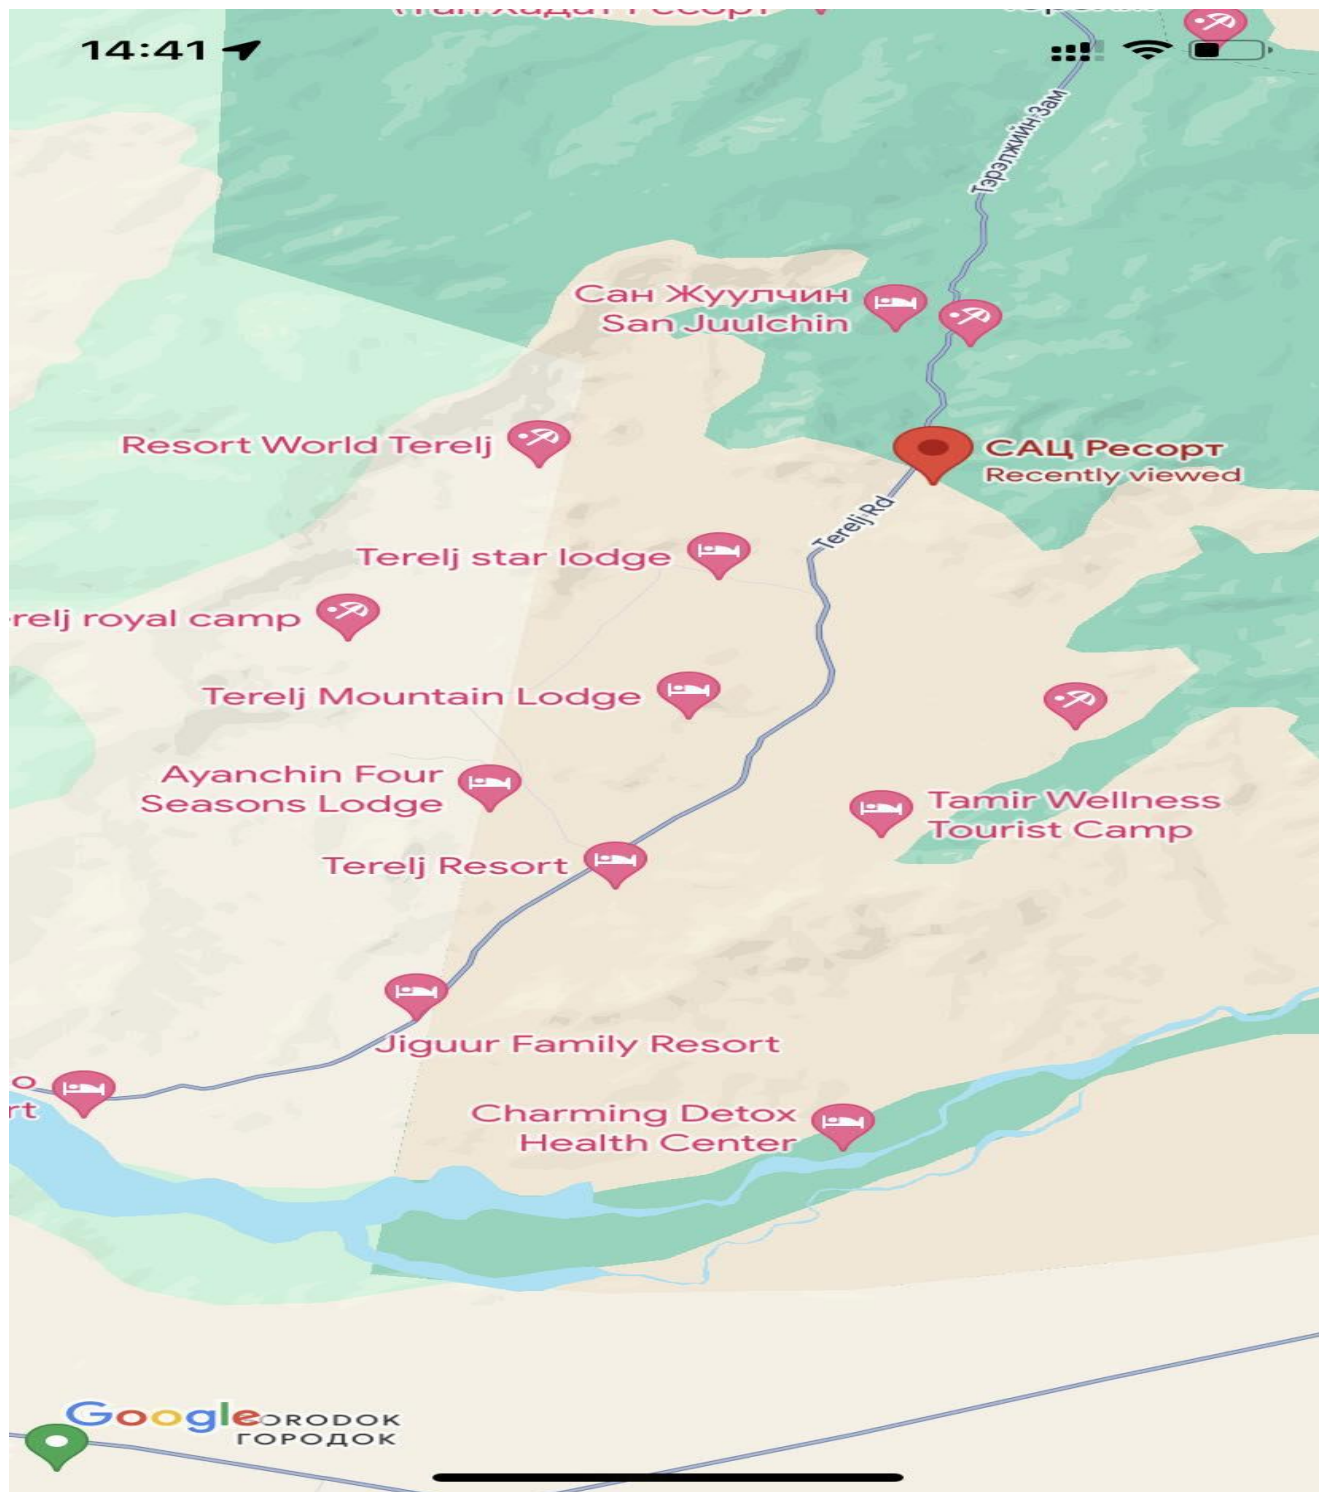 14:41
Тэрэлжийн Зам
Сан Жуулчин
San Juulchin
Resort World Terelj
САЦ Ресорт
Recently viewed
Terelj Rd
Terelj star lodge
relj royal camp
Terelj Mountain Lodge
Ayanchin Four
Seasons Lodge
Tamir Wellness
Tourist Camp
Terelj Resort
Jiguur Family Resort
o
rt
Charming Detox
Health Center
Google
ORODOK
ГОРОДОК